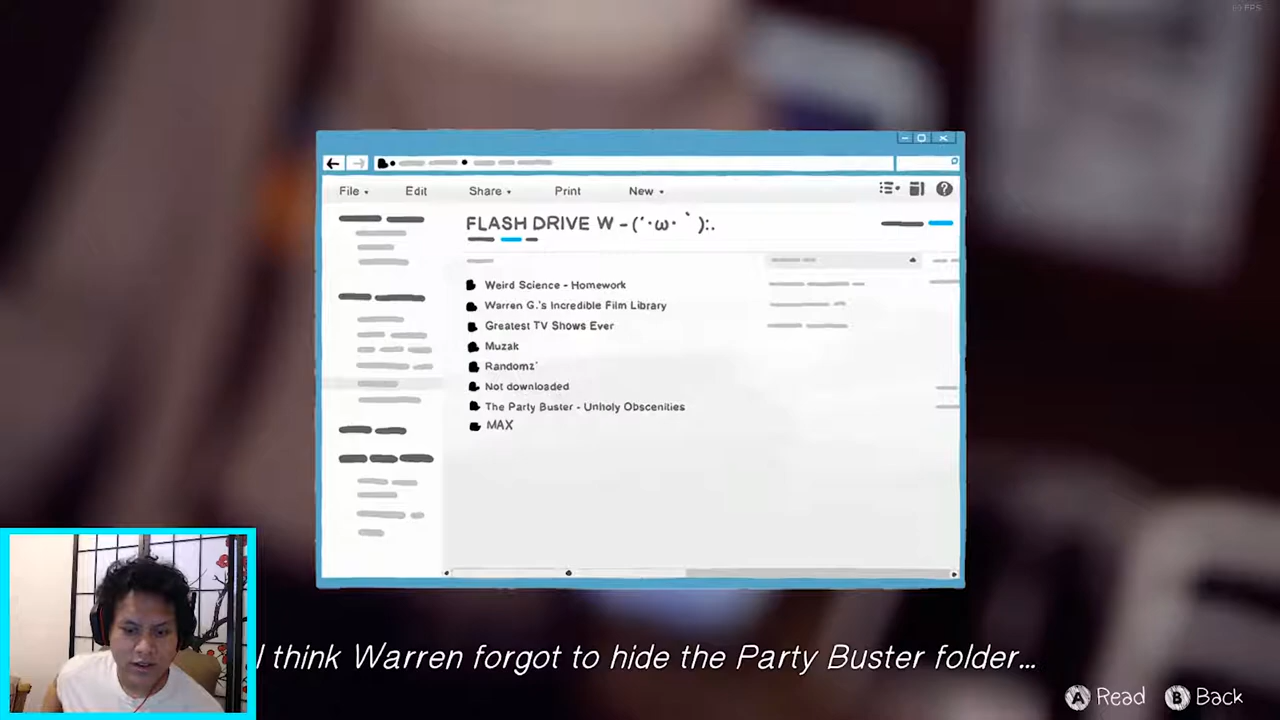 File
Edit
Share
Print
New
FLASH DRIVE W -(´･ω･ ` ):.
Weird Science - Homework
Warren G.'s Incredible Film Library
Greatest TV Shows Ever
Muzak
Randomz'
Not downloaded
The Party Buster - Unholy Obscenities
MAX
I think Warren forgot to hide the Party Buster folder...
A Read B Back